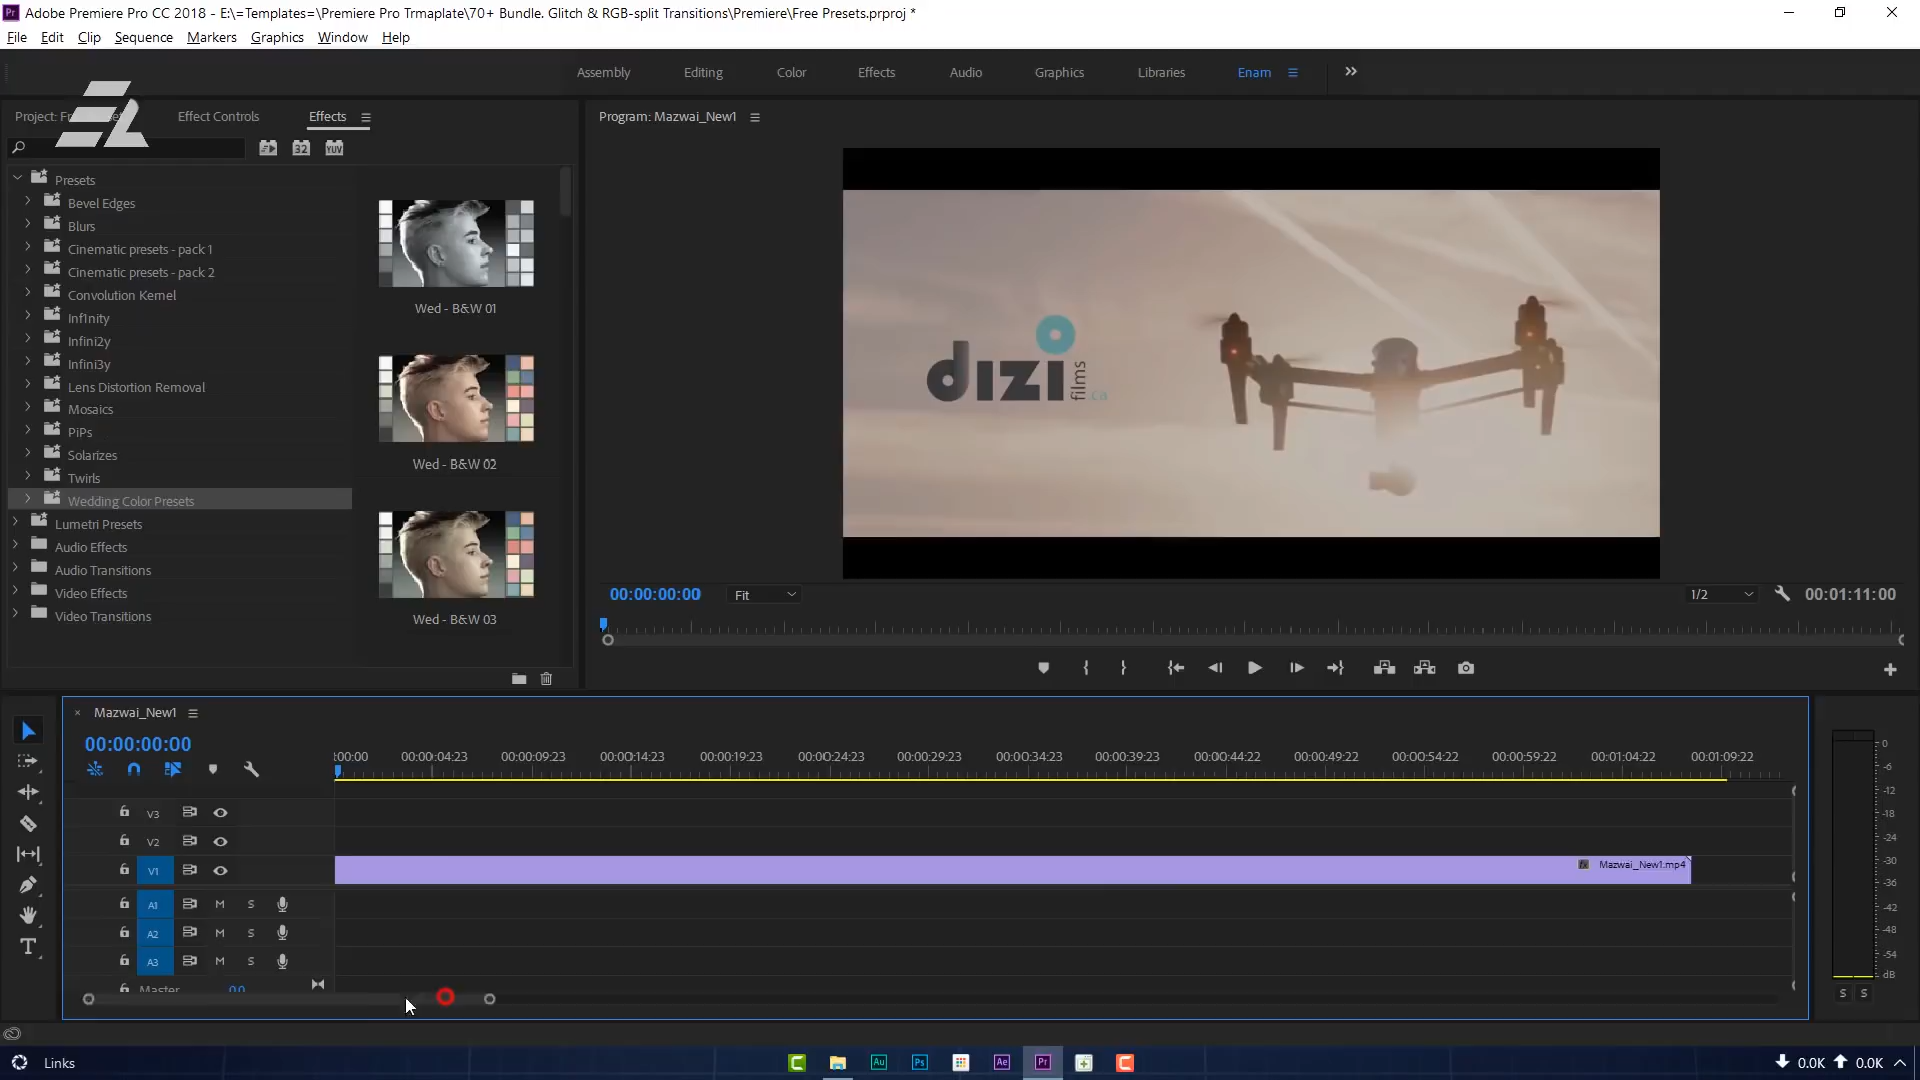 Adobe Premiere Pro CC 2018 - E:\=Templates=\Premiere Pro Trmaplate\70+ Bundle. Glitch & RGB-split Transitions\Premiere\Free Presets.prproj *
File Edit Clip Sequence Markers Graphics Window Help
Assembly Editing Color Effects Audio Graphics Libraries Enam
Effect Controls Effects
Program: Mazwai_New1
32 YUV
Presets
Bevel Edges
Blurs
Cinematic presets - pack 1
Cinematic presets - pack 2
Convolution Kernel
Inf1nity
Infini2y
Infini3y
Lens Distortion Removal
Mosaics
PiPs
Solarizes
Twirls
Wedding Color Presets
Lumetri Presets
Audio Effects
Audio Transitions
Video Effects
Video Transitions
Wed - B&W 01
Wed - B&W 02
Wed - B&W 03
dizi films .ca
00:00:00:00 Fit 1/2 00:01:11:00
Mazwai_New1
00:00:00:00
:00:00 00:00:04:23 00:00:09:23 00:00:14:23 00:00:19:23 00:00:24:23 00:00:29:23 00:00:34:23 00:00:39:23 00:00:44:22 00:00:49:22 00:00:54:22 00:00:59:22 00:01:04:22 00:01:09:22
V3
V2
V1 fx Mazwai_New1.mp4
A1 M S
A2 M S
A3 M S
Master 0.0
0
-6
-12
-18
-24
-30
-36
-42
-48
-54
dB
S S
Links
Au Ps Ae Pr
0.0K 0.0K